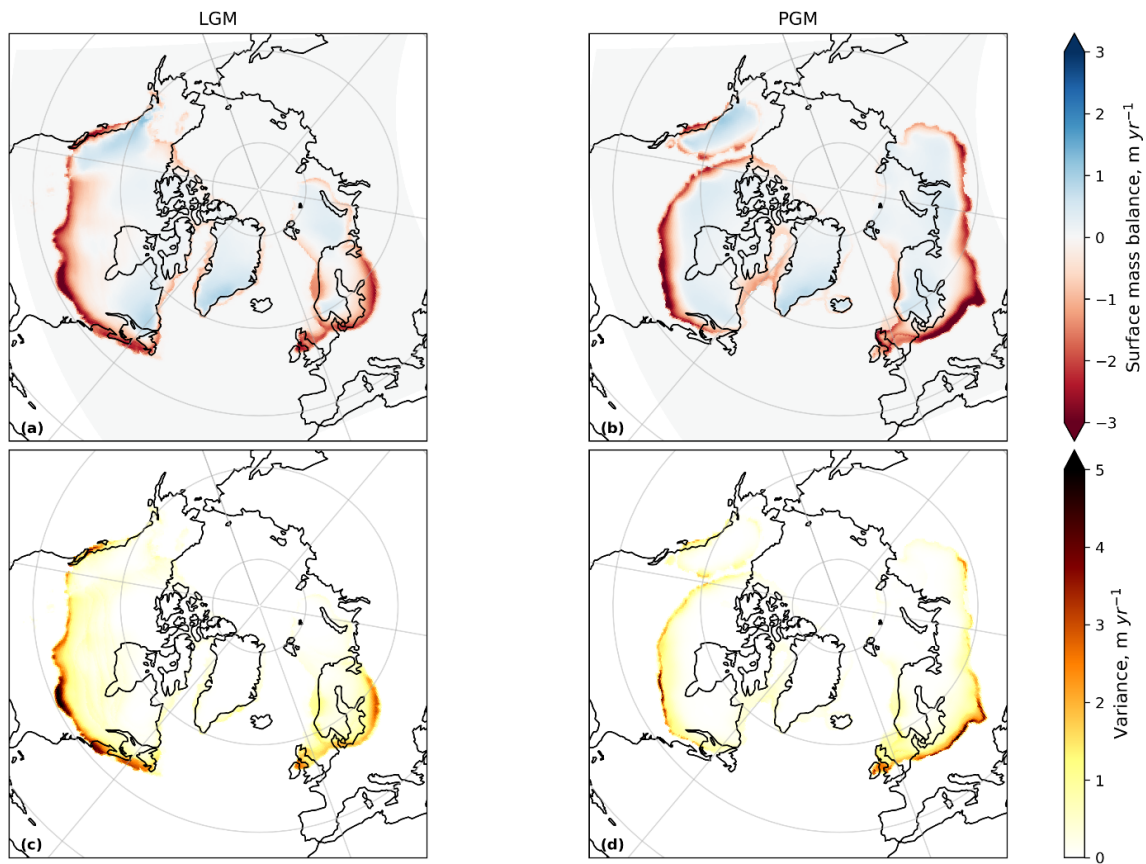 LGM
PGM
3
2
1
0
−1
−2
−3
Surface mass balance, m yr⁻¹
(a)
(b)
5
4
3
2
1
0
Variance, m yr⁻¹
(c)
(d)